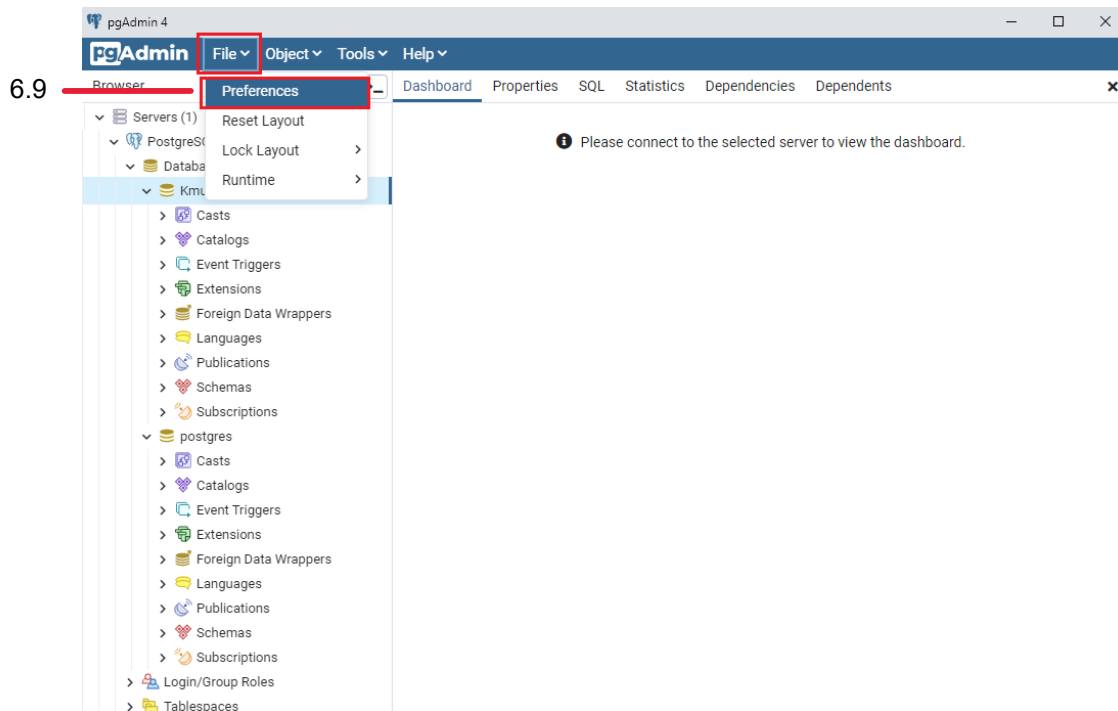 pgAdmin 4
pgAdmin File Object Tools Help
6.9
Browser Preferences Dashboard Properties SQL Statistics Dependencies Dependents
Reset Layout
Lock Layout
Runtime
Please connect to the selected server to view the dashboard.
Servers (1)
Casts
Catalogs
Event Triggers
Extensions
Foreign Data Wrappers
Languages
Publications
Schemas
Subscriptions
postgres
Casts
Catalogs
Event Triggers
Extensions
Foreign Data Wrappers
Languages
Publications
Schemas
Subscriptions
Login/Group Roles
Tablespaces